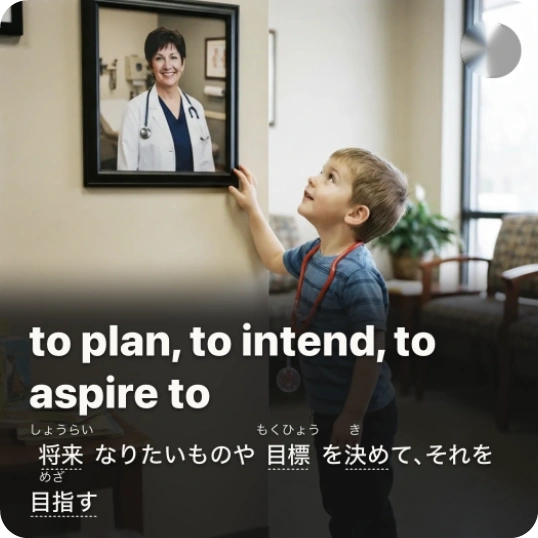 to plan, to intend, to
aspire to
しょうらい もくひょう き
将来 なりたいものや 目標 を決めて、それを
めざ
目指す